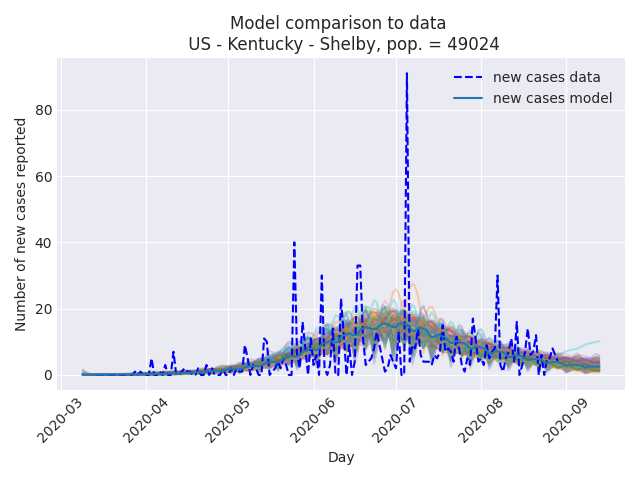 Model comparison to data
US - Kentucky - Shelby, pop. = 49024
new cases data
new cases model
Number of new cases reported
80
60
40
20
0
2020-03
2020-04
2020-05
2020-06
2020-07
2020-08
2020-09
Day